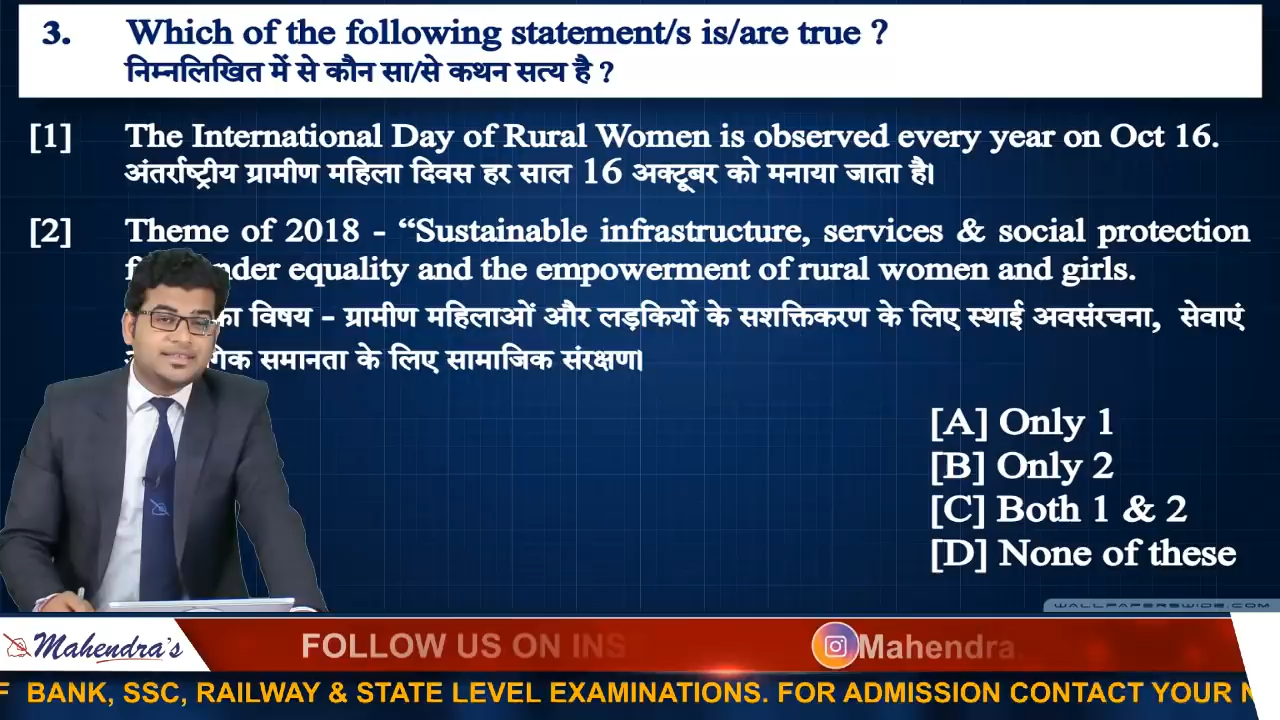 3. Which of the following statement/s is/are true ?
निम्नलिखित में से कौन सा/से कथन सत्य है ?
[1] The International Day of Rural Women is observed every year on Oct 16.
अंतर्राष्ट्रीय ग्रामीण महिला दिवस हर साल 16 अक्टूबर को मनाया जाता है।
[2] Theme of 2018 - “Sustainable infrastructure, services & social protection
equality and the empowerment of rural women and girls.
विषय - ग्रामीण महिलाओं और लड़कियों के सशक्तिकरण के लिए स्थाई अवसंरचना, सेवाएं
समानता के लिए सामाजिक संरक्षण।
[A] Only 1
[B] Only 2
[C] Both 1 & 2
[D] None of these
WALLPAPERSWIDE.COM
Mahendra's
FOLLOW US ON INS
Mahendra
F BANK, SSC, RAILWAY & STATE LEVEL EXAMINATIONS. FOR ADMISSION CONTACT YOUR